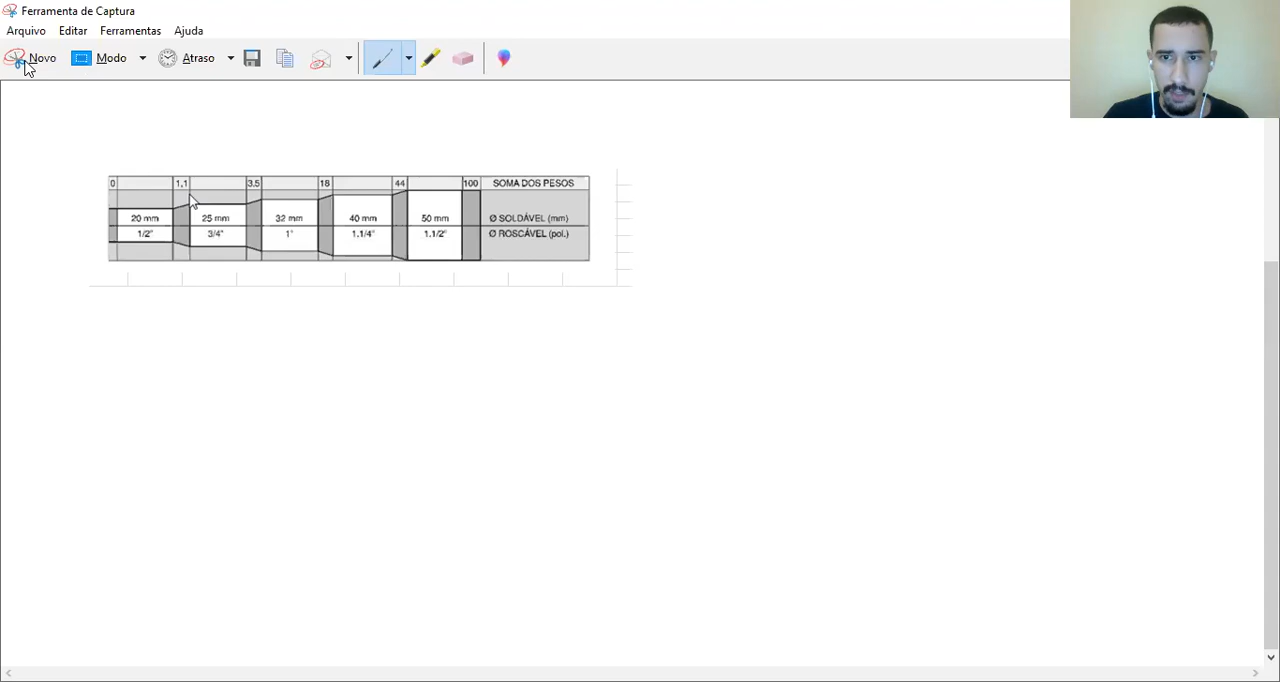 Ferramenta de Captura
Arquivo Editar Ferramentas Ajuda
Novo Modo Atraso
0 1,1 3,5 18 44 100 SOMA DOS PESOS
20 mm 25 mm 32 mm 40 mm 50 mm Ø SOLDÁVEL (mm)
1/2" 3/4" 1" 1.1/4" 1.1/2" Ø ROSCÁVEL (pol.)